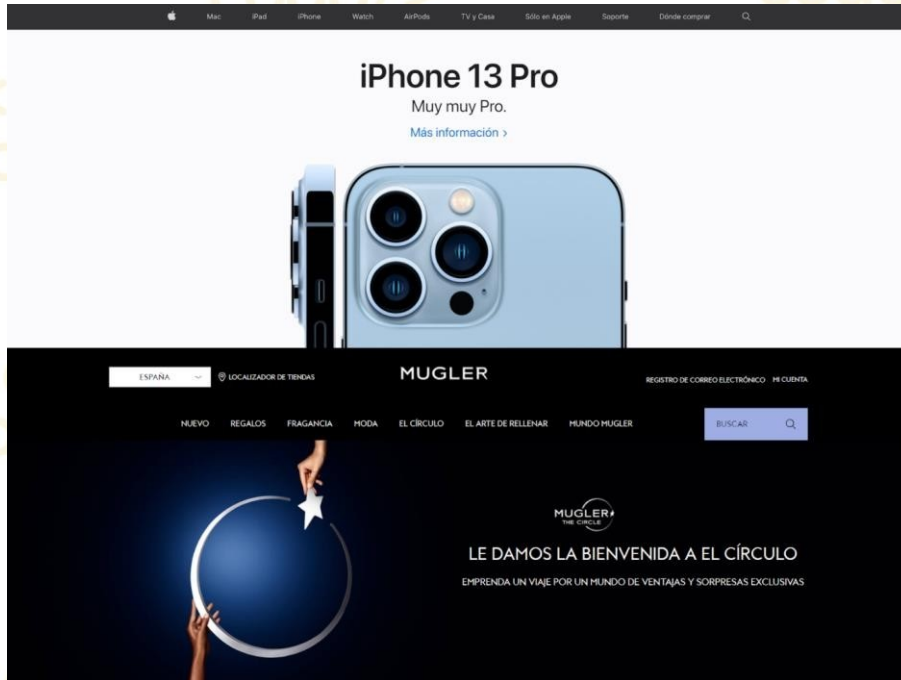 Mac iPad iPhone Watch AirPods TV y Casa Sólo en Apple Soporte Dónde comprar
iPhone 13 Pro
Muy muy Pro.
Más información >
ESPAÑA LOCALIZADOR DE TIENDAS MUGLER REGISTRO DE CORREO ELECTRÓNICO MI CUENTA
NUEVO REGALOS FRAGANCIA MODA EL CÍRCULO EL ARTE DE RELLENAR MUNDO MUGLER BUSCAR
MUGLER
THE CIRCLE
LE DAMOS LA BIENVENIDA A EL CÍRCULO
EMPRENDA UN VIAJE POR UN MUNDO DE VENTAJAS Y SORPRESAS EXCLUSIVAS